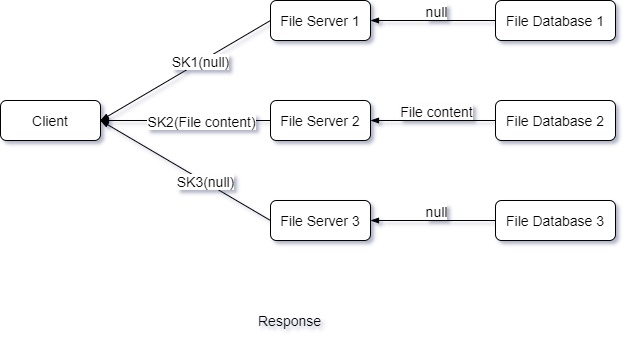 File Server 1
null
File Database 1
SK1(null)
Client
SK2(File content)
File Server 2
File content
File Database 2
SK3(null)
File Server 3
null
File Database 3
Response